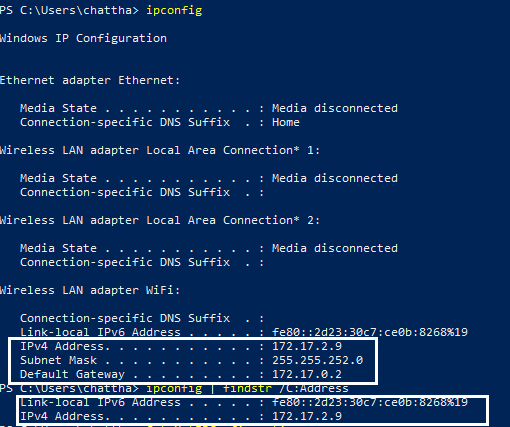 PS C:\Users\chattha> ipconfig
Windows IP Configuration
Ethernet adapter Ethernet:
Media State . . . . . . . . . . . : Media disconnected
Connection-specific DNS Suffix  . : Home
Wireless LAN adapter Local Area Connection* 1:
Media State . . . . . . . . . . . : Media disconnected
Connection-specific DNS Suffix  . :
Wireless LAN adapter Local Area Connection* 2:
Media State . . . . . . . . . . . : Media disconnected
Connection-specific DNS Suffix  . :
Wireless LAN adapter WiFi:
Connection-specific DNS Suffix  . :
Link-local IPv6 Address . . . . . : fe80::2d23:30c7:ce0b:8268%19
IPv4 Address. . . . . . . . . . . : 172.17.2.9
Subnet Mask . . . . . . . . . . . : 255.255.252.0
Default Gateway . . . . . . . . . : 172.17.0.2
PS C:\Users\chattha> ipconfig | findstr /C:Address
Link-local IPv6 Address . . . . . : fe80::2d23:30c7:ce0b:8268%19
IPv4 Address. . . . . . . . . . . : 172.17.2.9